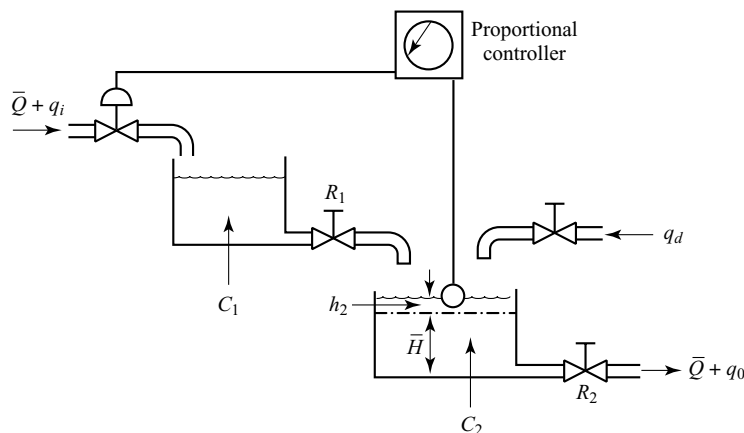 Proportional
controller
Q̅ + qᵢ
R₁
q_d
C₁
h₂
H̅
Q̅ + q₀
R₂
C₂